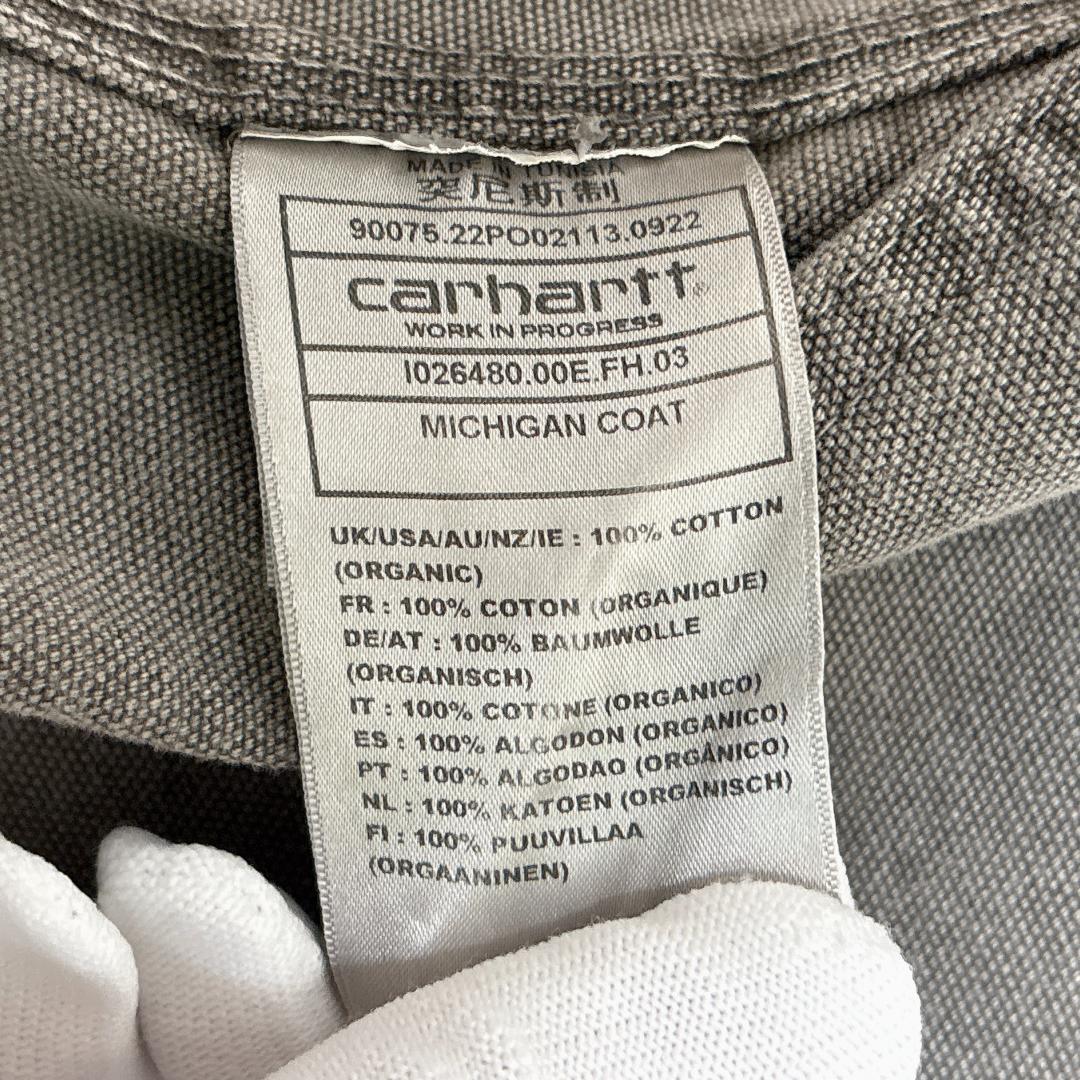 MADE IN TUNISIA
突尼斯制
90075.22PO02113.0922
carhartt®
WORK IN PROGRESS
I026480.00E.FH.03
MICHIGAN COAT
UK/USA/AU/NZ/IE : 100% COTTON
(ORGANIC)
FR : 100% COTON (ORGANIQUE)
DE/AT : 100% BAUMWOLLE
(ORGANISCH)
IT : 100% COTONE (ORGANICO)
ES : 100% ALGODON (ORGANICO)
PT : 100% ALGODAO (ORGÂNICO)
NL : 100% KATOEN (ORGANISCH)
FI : 100% PUUVILLAA
(ORGAANINEN)